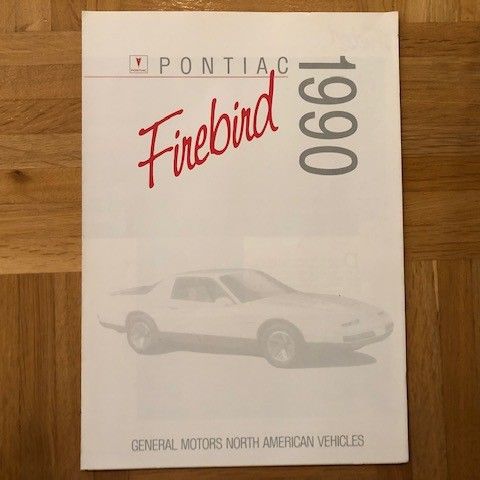 PONTIAC
1990
Firebird
GENERAL MOTORS NORTH AMERICAN VEHICLES